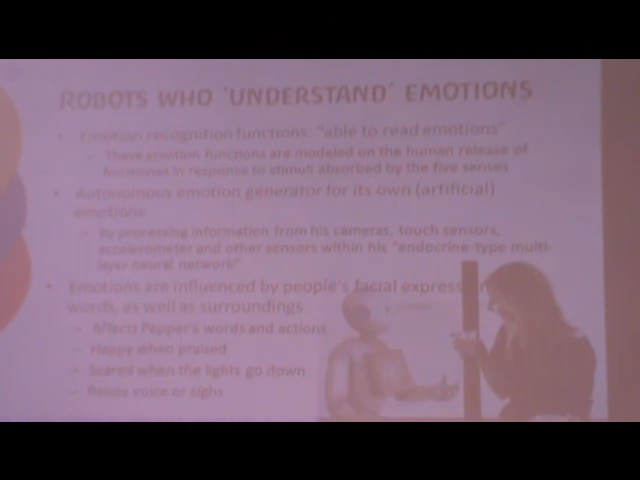 ROBOTS WHO 'UNDERSTAND' EMOTIONS
• Emotion recognition functions: "able to read emotions"
– These emotion functions are modeled on the human release of
hormones in response to stimuli absorbed by the five senses
• Autonomous emotion generator for its own (artificial)
emotions
– by processing information from his cameras, touch sensors,
accelerometer and other sensors within his "endocrine-type multi-
layer neural network"
• Emotions are influenced by people's facial
words, as well as surroundings
– Affects Pepper's words and actions
– Happy when praised
– Scared when the lights go down
– Raises voice or sighs